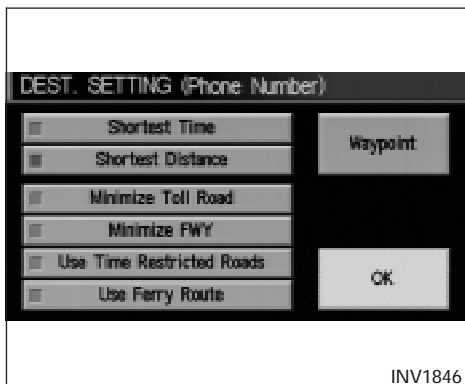 DEST. SETTING (Phone Number)
Shortest Time
Shortest Distance
Minimize Toll Road
Minimize FWY
Use Time Restricted Roads
Use Ferry Route
Waypoint
OK
INV1846